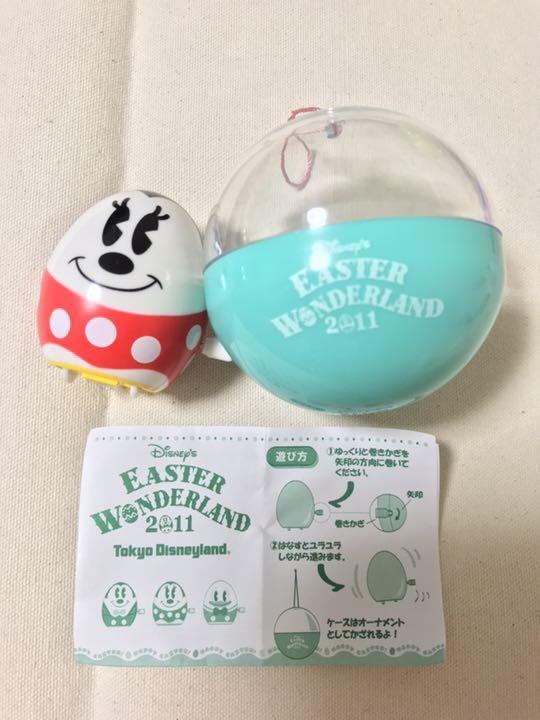 Disney's
EASTER
WONDERLAND
2011
Disney's
EASTER
WONDERLAND
2011
Tokyo Disneyland®
遊び方
①ゆっくりと巻きかぎを
矢印の方向に巻いて
ください。
矢印
巻きかぎ
②はなすとユラユラ
しながら進みます。
ケースはオーナメント
としてかざれるよ！